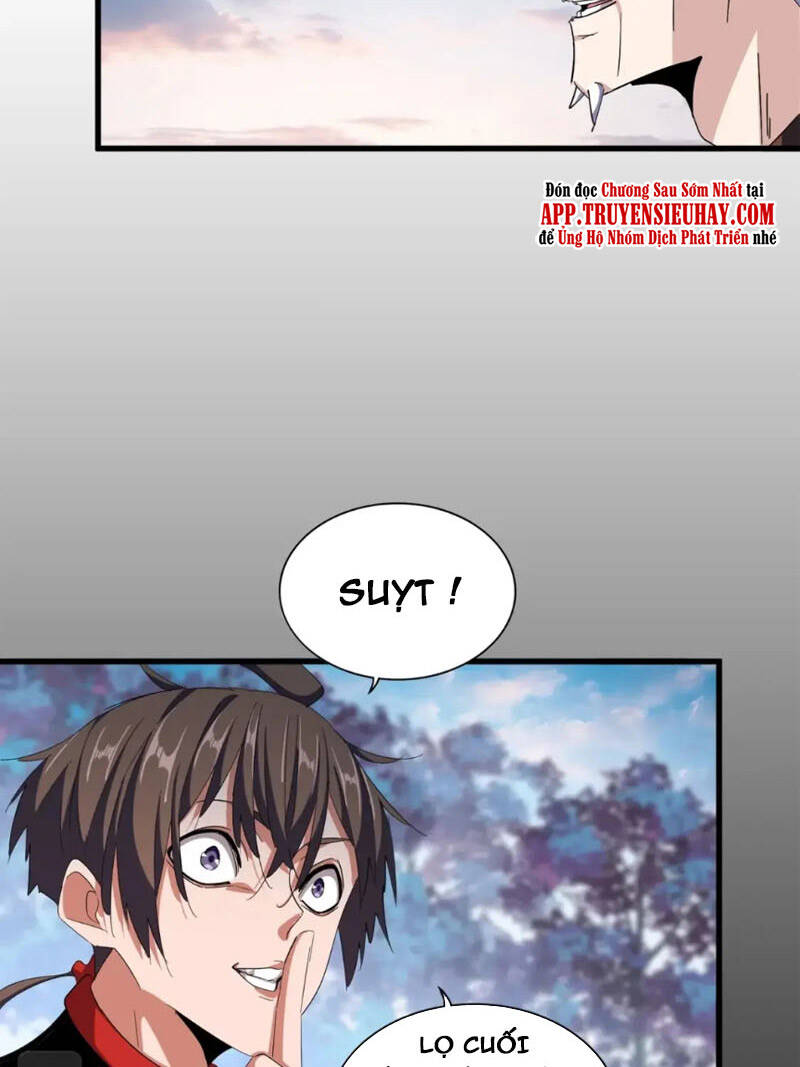 Đón đọc Chương Sau Sớm Nhất tại
APP.TRUYENSIEUHAY.COM
để Ủng Hộ Nhóm Dịch Phát Triển nhé
SUỴT !
LỌ CUỐI